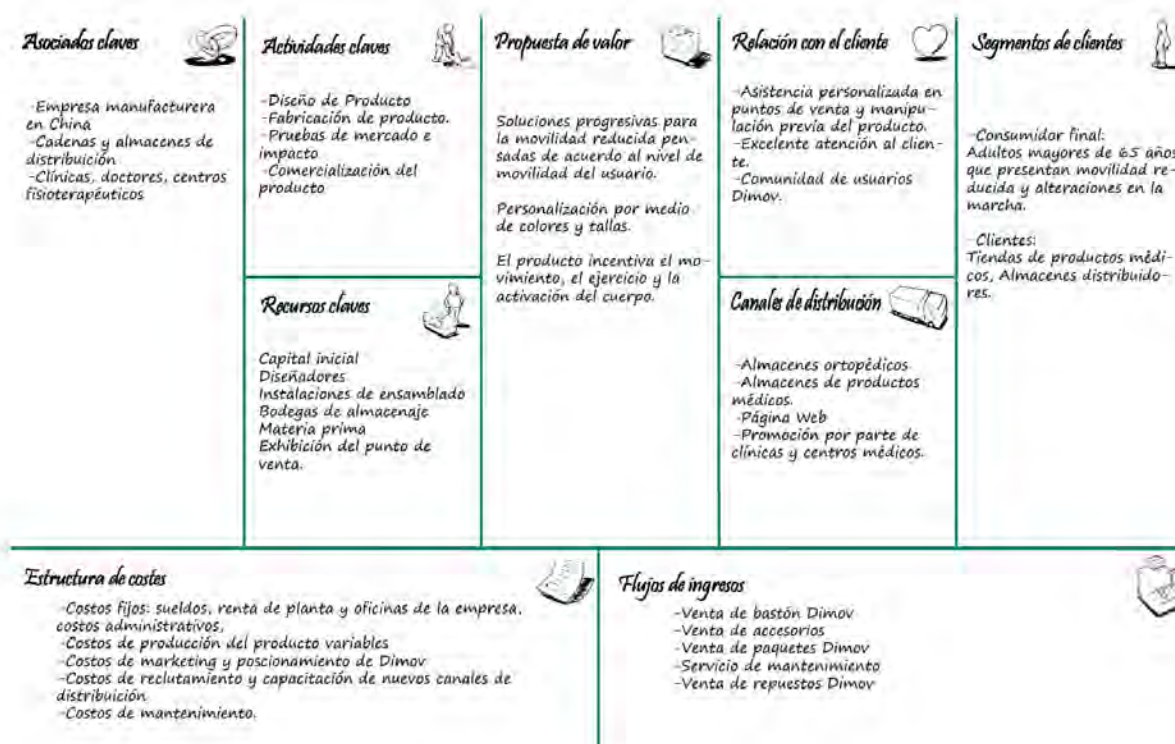 Asociados claves
-Empresa manufacturera
en China
-Cadenas y almacenes de
distribuición
-Clínicas, doctores, centros
fisioterapéuticos
Actividades claves
-Diseño de Producto
-Fabricación de producto.
-Pruebas de mercado e
impacto
-Comercialización del
producto
Recursos claves
Capital inicial
Diseñadores
Instalaciones de ensamblado
Bodegas de almacenaje
Materia prima
Exhibición del punto de
venta.
Propuesta de valor
Soluciones progresivas para
la movilidad reducida pen-
sadas de acuerdo al nivel de
movilidad del usuario.
Personalización por medio
de colores y tallas.
El producto incentiva el mo-
vimiento, el ejercicio y la
activación del cuerpo.
Relación con el cliente
-Asistencia personalizada en
puntos de venta y manipu-
lación previa del producto.
-Excelente atención al clien-
te.
-Comunidad de usuarios
Dimov.
Canales de distribución
-Almacenes ortopédicos
-Almacenes de productos
médicos.
-Página Web
-Promoción por parte de
clínicas y centros médicos.
Segmentos de clientes
-Consumidor final:
Adultos mayores de 65 años
que presentan movilidad re-
ducida y alteraciones en la
marcha.
-Clientes:
Tiendas de productos médi-
cos, Almacenes distribuido-
res.
Estructura de costes
-Costos fijos: sueldos, renta de planta y oficinas de la empresa,
costos administrativos,
-Costos de producción del producto variables
-Costos de marketing y poscionamiento de Dimov
-Costos de reclutamiento y capacitación de nuevos canales de
distribuición
-Costos de mantenimiento.
Flujos de ingresos
-Venta de bastón Dimov
-Venta de accesorios
-Venta de paquetes Dimov
-Servicio de mantenimiento
-Venta de repuestos Dimov